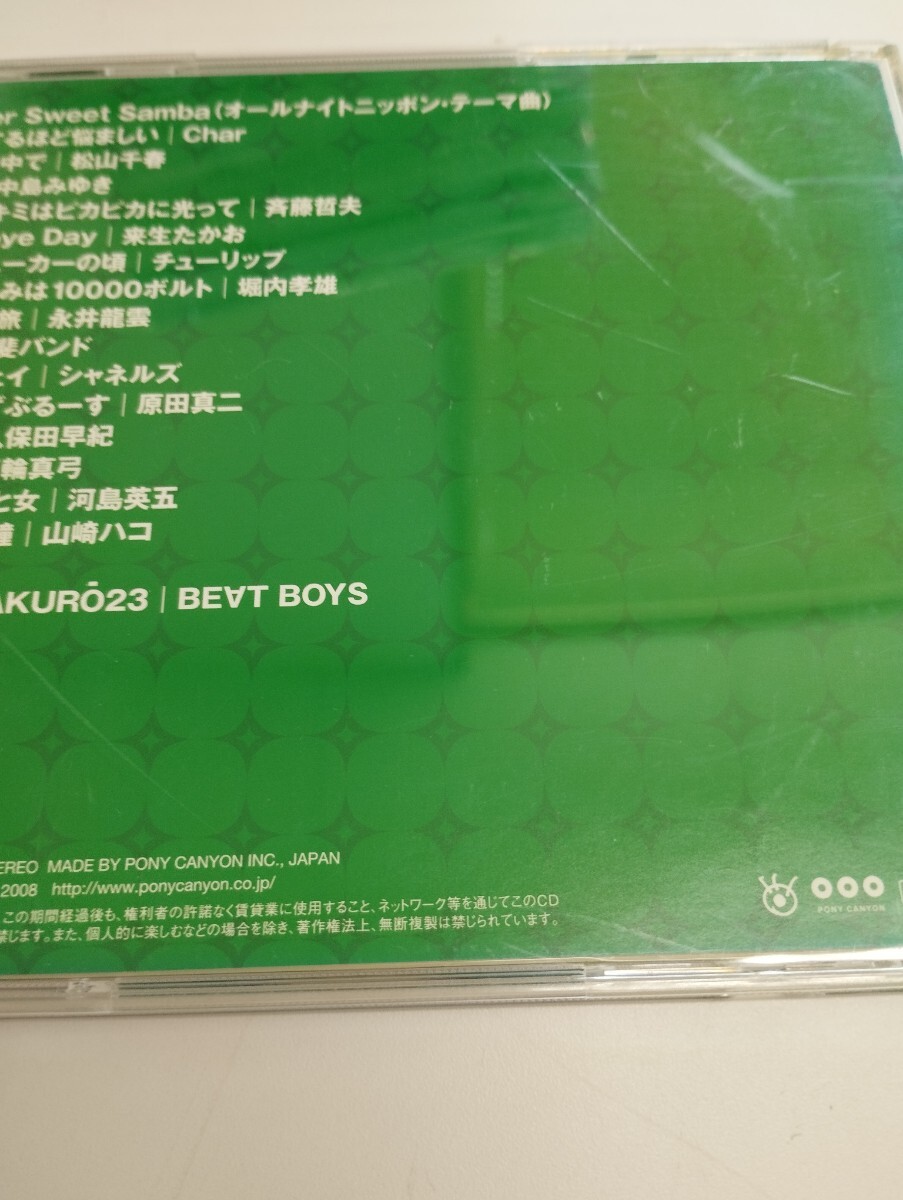 er Sweet Samba(オールナイトニッポン・テーマ曲)
するほど悩ましい|Char
中で|松山千春
中島みゆき
キミはピカピカに光って|斉藤哲夫
bye Day|来生たかお
ニーカーの頃|チューリップ
みは10000ボルト|堀内孝雄
旅|永井龍雲
斐バンド
ェイ|シャネルズ
ずぶるーす|原田真二
久保田早紀
輪真弓
と女|河島英五
瞳|山崎ハコ
AKURŌ23|BE∀T BOYS
TEREO MADE BY PONY CANYON INC., JAPAN
2008 http://www.ponycanyon.co.jp/
この期間経過後も、権利者の許諾なく賃貸業に使用すること、ネットワーク等を通じてこのCD
禁じます。また、個人的に楽しむなどの場合を除き、著作権法上、無断複製は禁じられています。
PONY CANYON